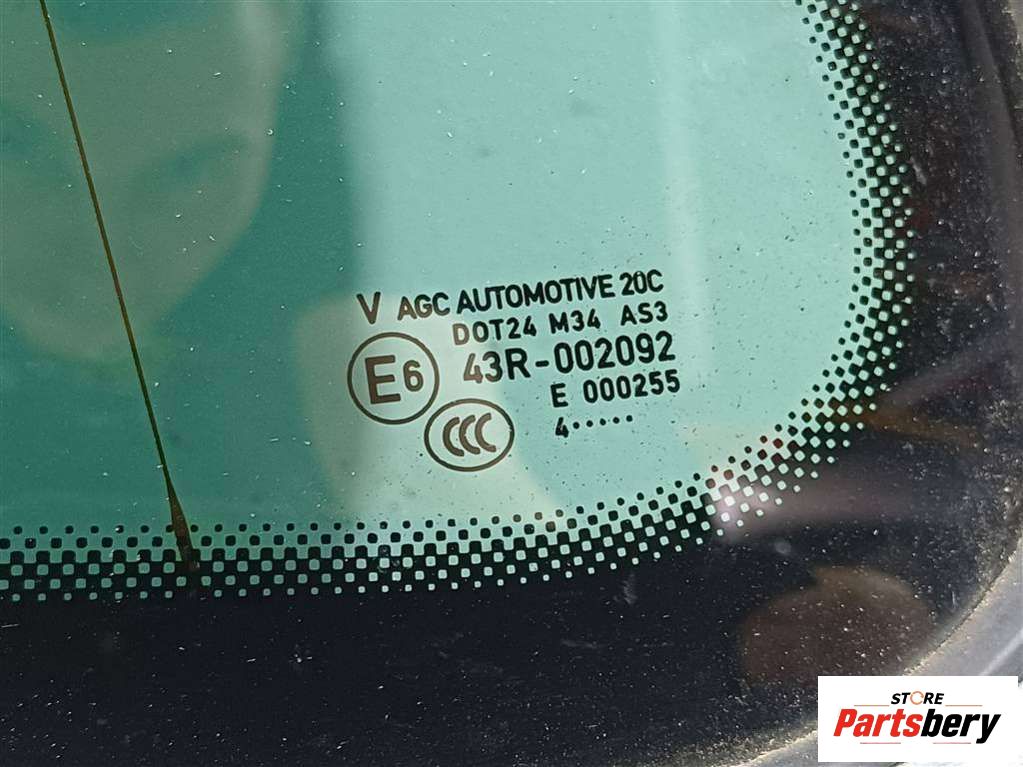 V AGC AUTOMOTIVE 20C
DOT24 M34 AS3
E6 43R-002092
E 000255
CCC 4·····
STORE
Partsbery